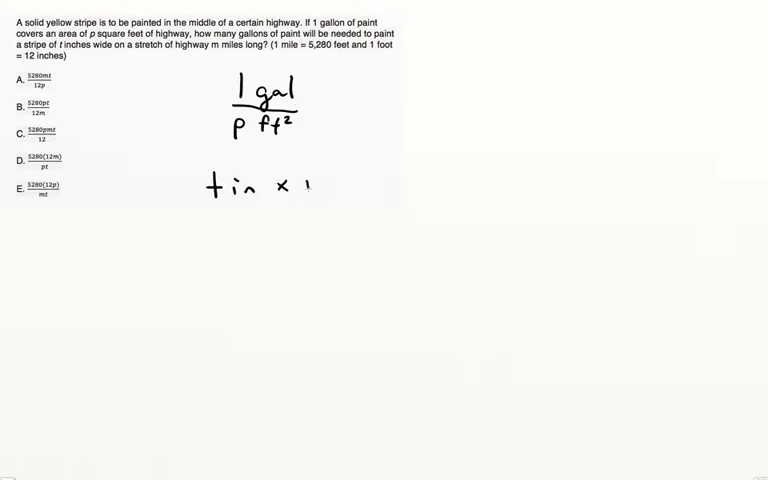 A solid yellow stripe is to be painted in the middle of a certain highway. If 1 gallon of paint
covers an area of p square feet of highway, how many gallons of paint will be needed to paint
a stripe of t inches wide on a stretch of highway m miles long? (1 mile = 5,280 feet and 1 foot
= 12 inches)
A. 5280mt/12p
B. 5280pt/12m
C. 5280pmt/12
D. 5280(12m)/pt
E. 5280(12p)/mt
1 gal
p ft²
t in ×